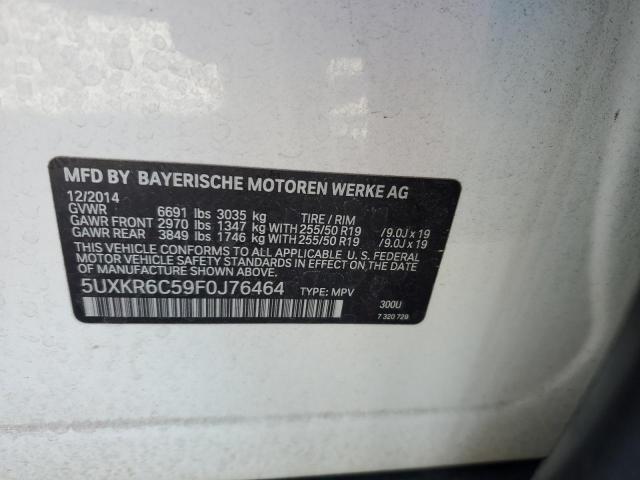 MFD BY BAYERISCHE MOTOREN WERKE AG
12/2014
GVWR 6691 lbs 3035 kg TIRE / RIM
GAWR FRONT 2970 lbs 1347 kg WITH 255/50 R19 /9.0J x 19
GAWR REAR 3849 lbs 1746 kg WITH 255/50 R19 /9.0J x 19
THIS VEHICLE CONFORMS TO ALL APPLICABLE U. S. FEDERAL
MOTOR VEHICLE SAFETY STANDARDS IN EFFECT ON THE DATE OF
MANUFACTURE SHOWN ABOVE.
5UXKR6C59F0J76464 TYPE: MPV
300U
7 320 729